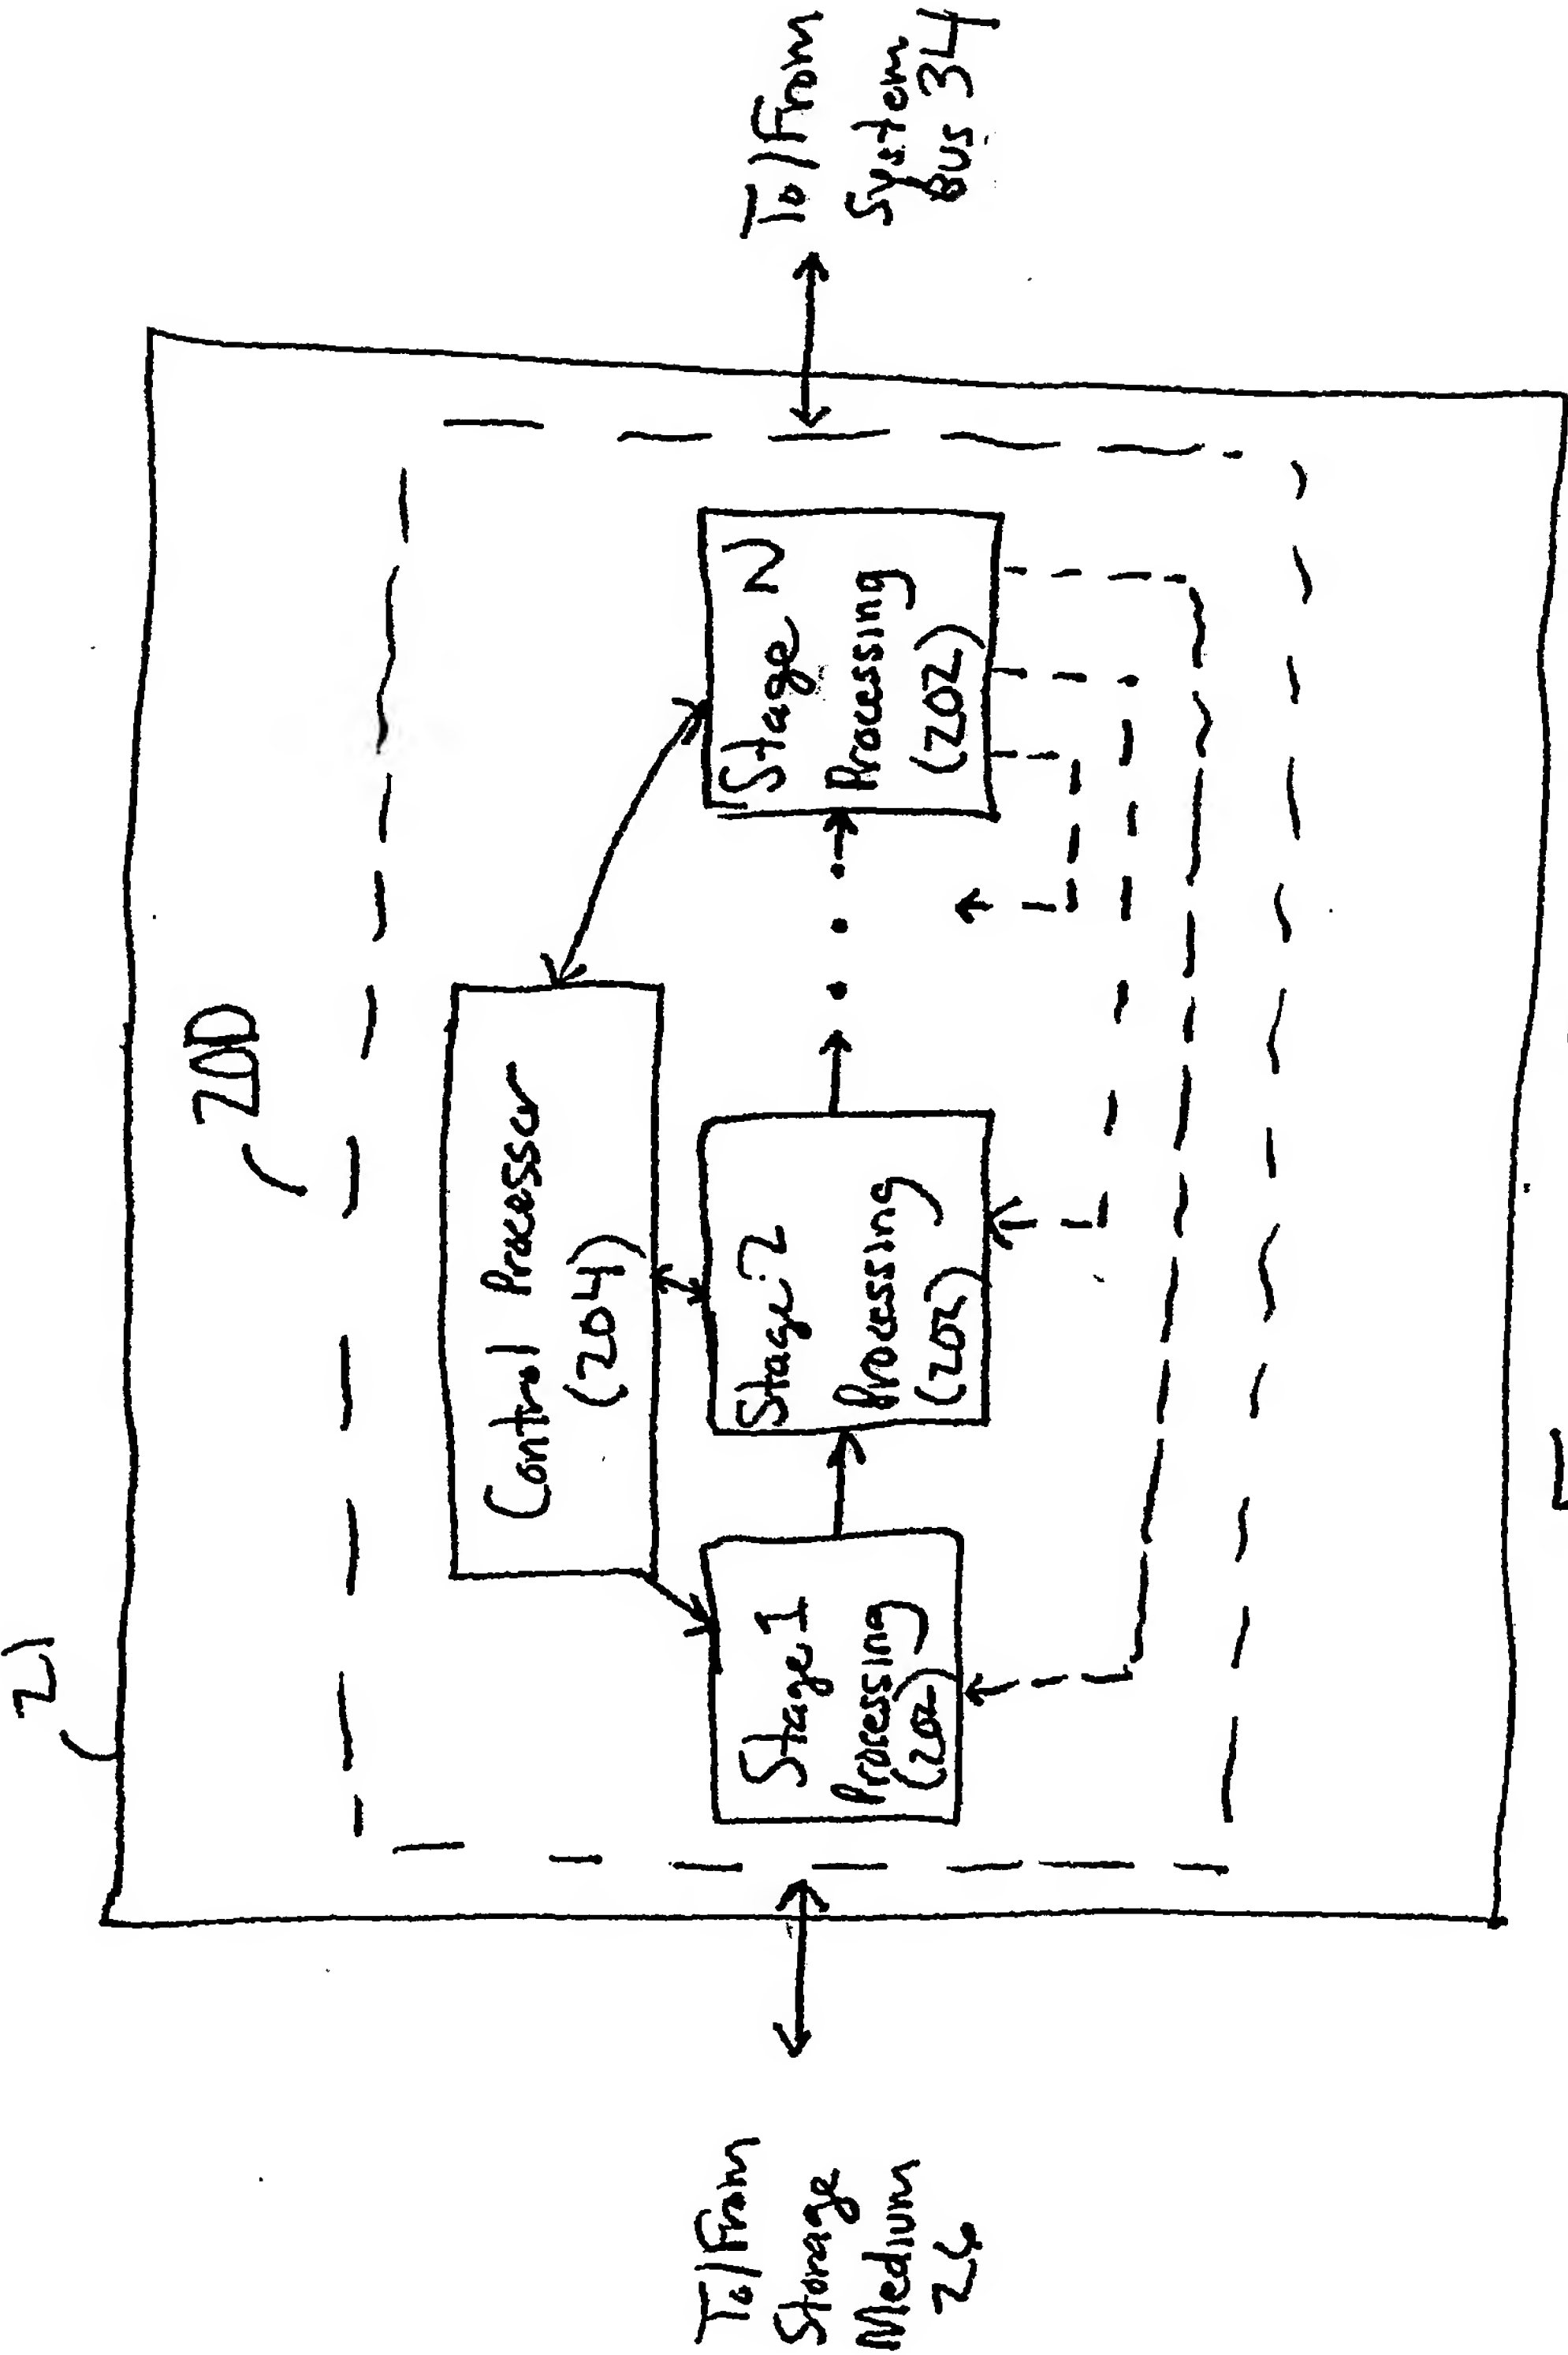 21
200
Control Processor
(204)
Stage 1
Processing
(202)
Stage 2
Processing
(202)
Stage N
Processing
(202)
To/From
Storage
Medium
26
To/From
System
Bus 34